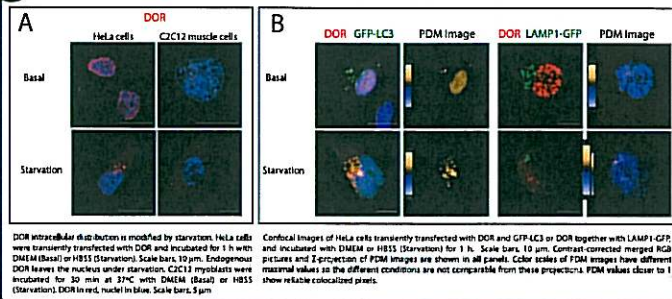 A
DOR
HeLa cells
C2C12 muscle cells
Basal
Starvation
DOR intracellular distribution is modified by starvation. HeLa cells
were transiently transfected with DOR and incubated for 1 h with
DMEM (Basal) or HBSS (Starvation). Scale bars, 10 µm. Endogenous
DOR leaves the nucleus under starvation. C2C12 myoblasts were
incubated for 30 min at 37°C with DMEM (Basal) or HBSS
(Starvation). DOR in red, nuclei in blue. Scale bars, 5 µm
B
DOR GFP-LC3
PDM Image
DOR LAMP1-GFP
PDM Image
Basal
Starvation
Confocal images of HeLa cells transiently transfected with DOR and GFP-LC3 or DOR together with LAMP1-GFP,
and incubated with DMEM or HBSS (Starvation) for 1 h. Scale bars, 10 µm. Contrast-corrected merged RGB
pictures and Z-projection of PDM images are shown in all panels. Color scales of PDM images have different
maximal values so the different conditions are not comparable from these projections. PDM values closer to 1
show reliable colocalized pixels.